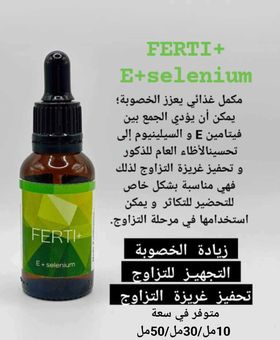 FERTI+
E+selenium
مكمل غذائي يعزز الخصوبة؛
يمكن أن يؤدي الجمع بين
فيتامين E و السيلينيوم إلى
تحسينالأظاء العام للذكور
و تحفيز غريزة التزاوج لذلك
فهي مناسبة بشكل خاص
للتحضير للتكاثر و يمكن
استخدامها في مرحلة التزاوج.
FERTI+
E + selenium
زيادة الخصوبة
التجهيز للتزاوج
تحفيز غريزة التزاوج
متوفر في سعة
10مل/30مل/50مل